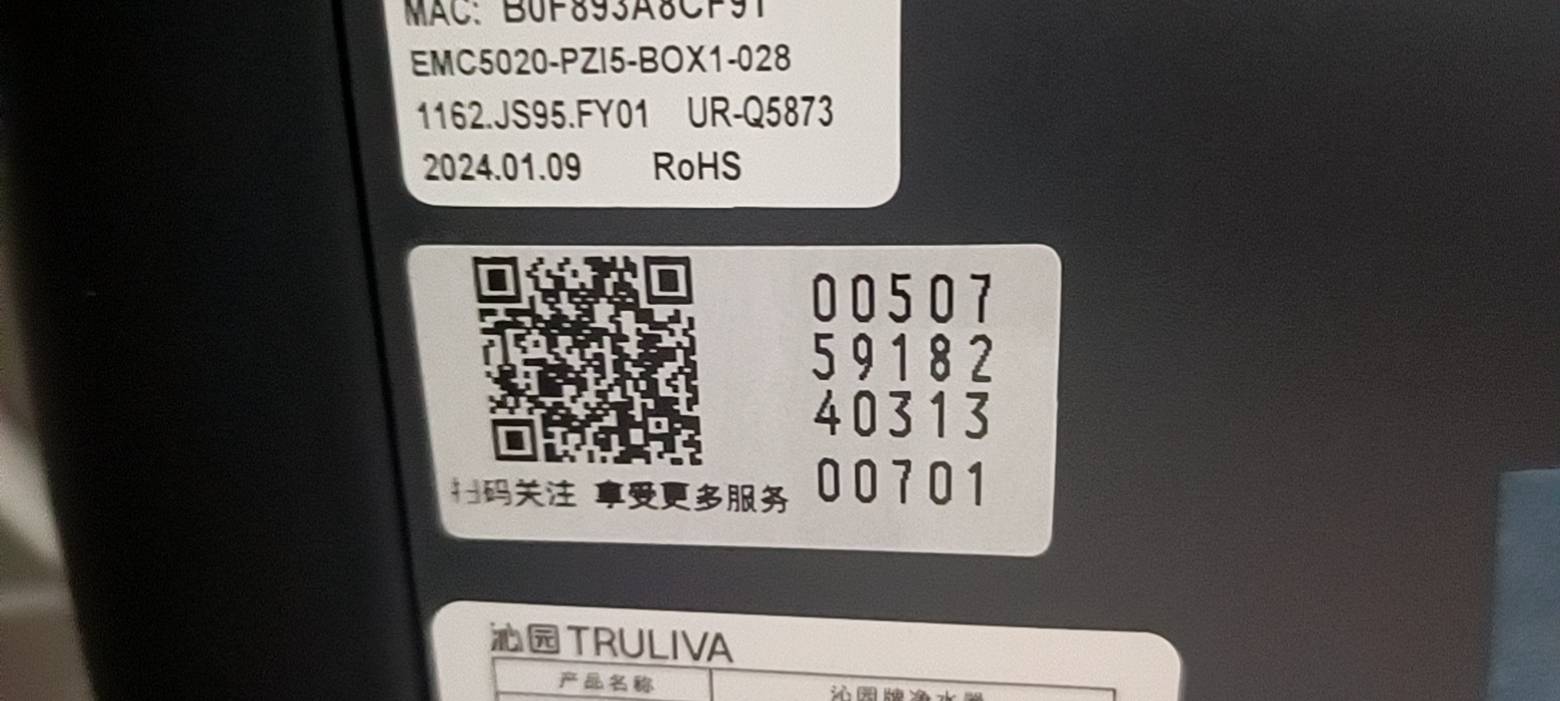 MAC: B0F893A8CF91
EMC5020-PZI5-BOX1-028
1162.JS95.FY01 UR-Q5873
2024.01.09 RoHS
00507
59182
40313
00701
扫码关注 享受更多服务
沁园 TRULIVA
产品名称 沁园牌净水器